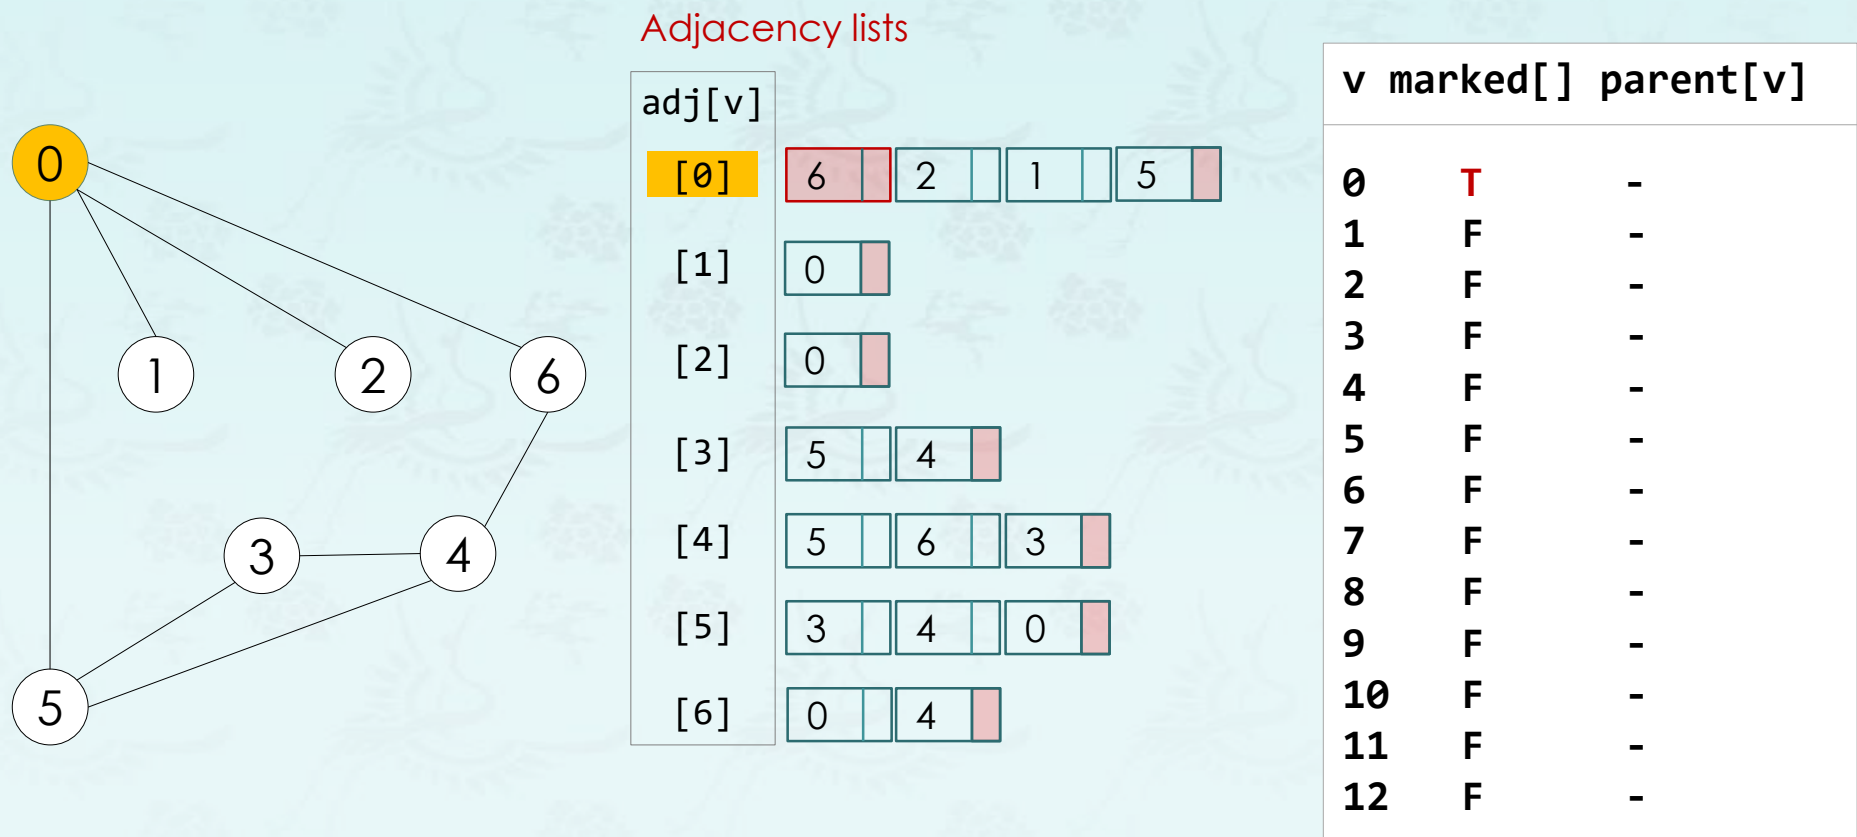 Adjacency lists
adj[v]
[0] 6 2 1 5
[1] 0
[2] 0
[3] 5 4
[4] 5 6 3
[5] 3 4 0
[6] 0 4
0
1 2 6
3 4
5
v marked[] parent[v]
0 T -
1 F -
2 F -
3 F -
4 F -
5 F -
6 F -
7 F -
8 F -
9 F -
10 F -
11 F -
12 F -